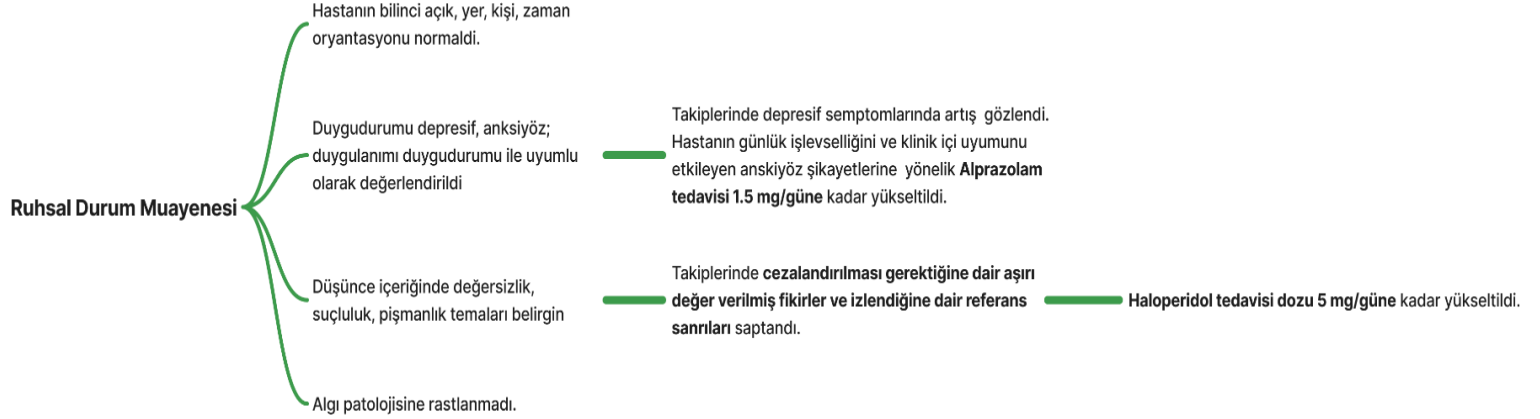 Ruhsal Durum Muayenesi
Hastanın bilinci açık, yer, kişi, zaman
oryantasyonu normaldi.
Duygudurumu depresif, anksiyöz;
duygulanımı duygudurumu ile uyumlu
olarak değerlendirildi
Takiplerinde depresif semptomlarında artış  gözlendi.
Hastanın günlük işlevselliğini ve klinik içi uyumunu
etkileyen anskiyöz şikayetlerine  yönelik Alprazolam
tedavisi 1.5 mg/güne kadar yükseltildi.
Düşünce içeriğinde değersizlik,
suçluluk, pişmanlık temaları belirgin
Takiplerinde cezalandırılması gerektiğine dair aşırı
değer verilmiş fikirler ve izlendiğine dair referans
sanrıları saptandı.
Haloperidol tedavisi dozu 5 mg/güne kadar yükseltildi.
Algı patolojisine rastlanmadı.